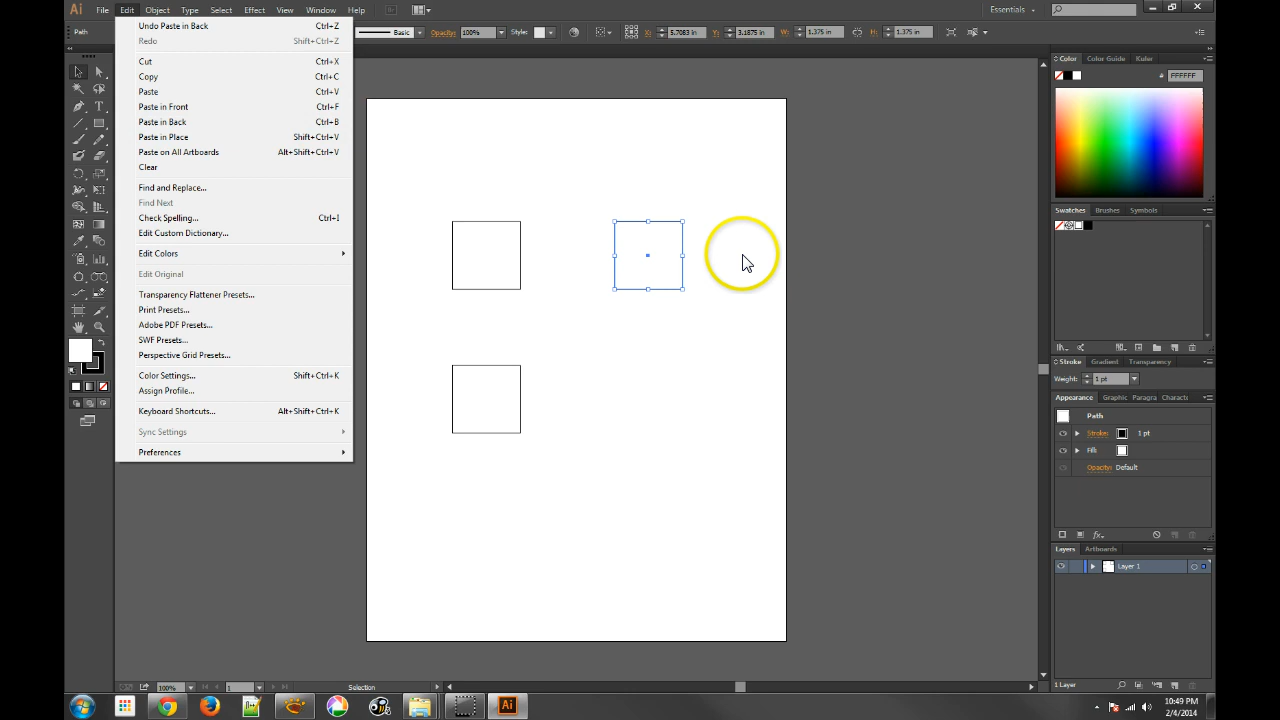 Ai File Edit Object Type Select Effect View Window Help Br Essentials
Path Basic Opacity: 100% Style: X: 5.7083 in Y: 3.1875 in W: 1.375 in H: 1.375 in
Undo Paste in Back Ctrl+Z
Redo Shift+Ctrl+Z
Cut Ctrl+X
Copy Ctrl+C
Paste Ctrl+V
Paste in Front Ctrl+F
Paste in Back Ctrl+B
Paste in Place Shift+Ctrl+V
Paste on All Artboards Alt+Shift+Ctrl+V
Clear
Find and Replace...
Find Next
Check Spelling... Ctrl+I
Edit Custom Dictionary...
Edit Colors
Edit Original
Transparency Flattener Presets...
Print Presets...
Adobe PDF Presets...
SWF Presets...
Perspective Grid Presets...
Color Settings... Shift+Ctrl+K
Assign Profile...
Keyboard Shortcuts... Alt+Shift+Ctrl+K
Sync Settings
Preferences
Color Color Guide Kuler
# FFFFFF
Swatches Brushes Symbols
Stroke Gradient Transparency
Weight: 1 pt
Appearance Graphic Paragra Characte
Path
Stroke: 1 pt
Fill:
Opacity: Default
Layers Artboards
Layer 1
1 Layer
100% 1 Selection
Ai
10:49 PM
2/4/2014